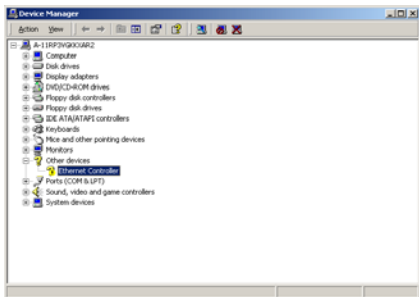 Device Manager
Action View
A-11RP3VGKXXAR2
Computer
Disk drives
Display adapters
DVD/CD-ROM drives
Floppy disk controllers
Floppy disk drives
IDE ATA/ATAPI controllers
Keyboards
Mice and other pointing devices
Monitors
Other devices
Ethernet Controller
Ports (COM & LPT)
Sound, video and game controllers
System devices